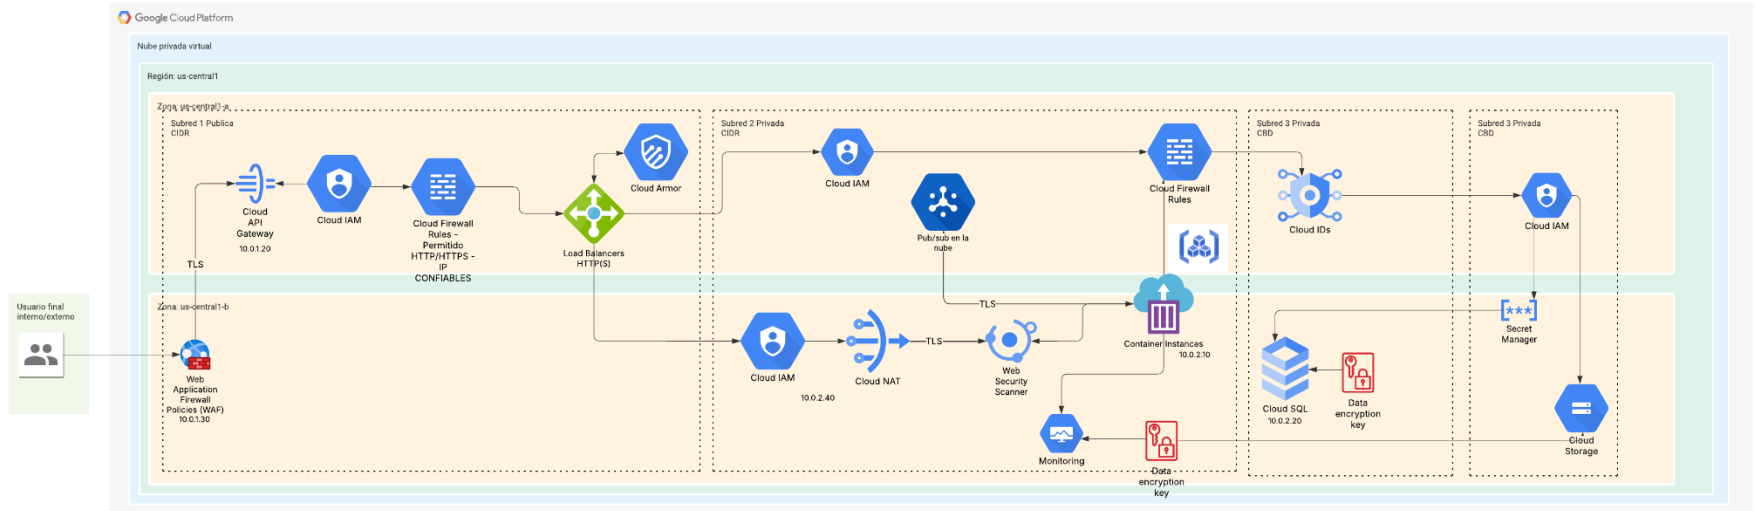 Google Cloud Platform
Nube privada virtual
Región: us-central1
Zona: us-central1-a
Subred 1 Publica
CIDR
Cloud
API
Gateway
10.0.1.20
Cloud IAM
Cloud Firewall
Rules -
Permitido
HTTP/HTTPS -
IP
CONFIABLES
Cloud Armor
Load Balancers
HTTP(S)
TLS
Subred 2 Privada
CIDR
Cloud IAM
Pub/sub en la
nube
Cloud Firewall
Rules
Subred 3 Privada
CBD
Cloud IDs
Subred 3 Privada
CBD
Cloud IAM
Usuario final
interno/externo
Zona: us-central1-b
Web
Application
Firewall
Policies (WAF)
10.0.1.30
Cloud IAM
10.0.2.40
Cloud NAT
TLS
TLS
Web
Security
Scanner
Container Instances
10.0.2.10
Monitoring
Data
encryption
key
***
Secret
Manager
Cloud SQL
10.0.2.20
Data
encryption
key
Cloud
Storage